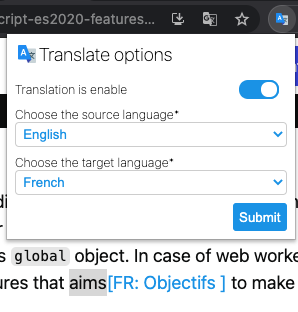 cript-es2020-features...
Translate options
Translation is enable
Choose the source language*
English
Choose the target language*
French
Submit
s global object. In case of web worke
ures that aims[FR: Objectifs ] to make